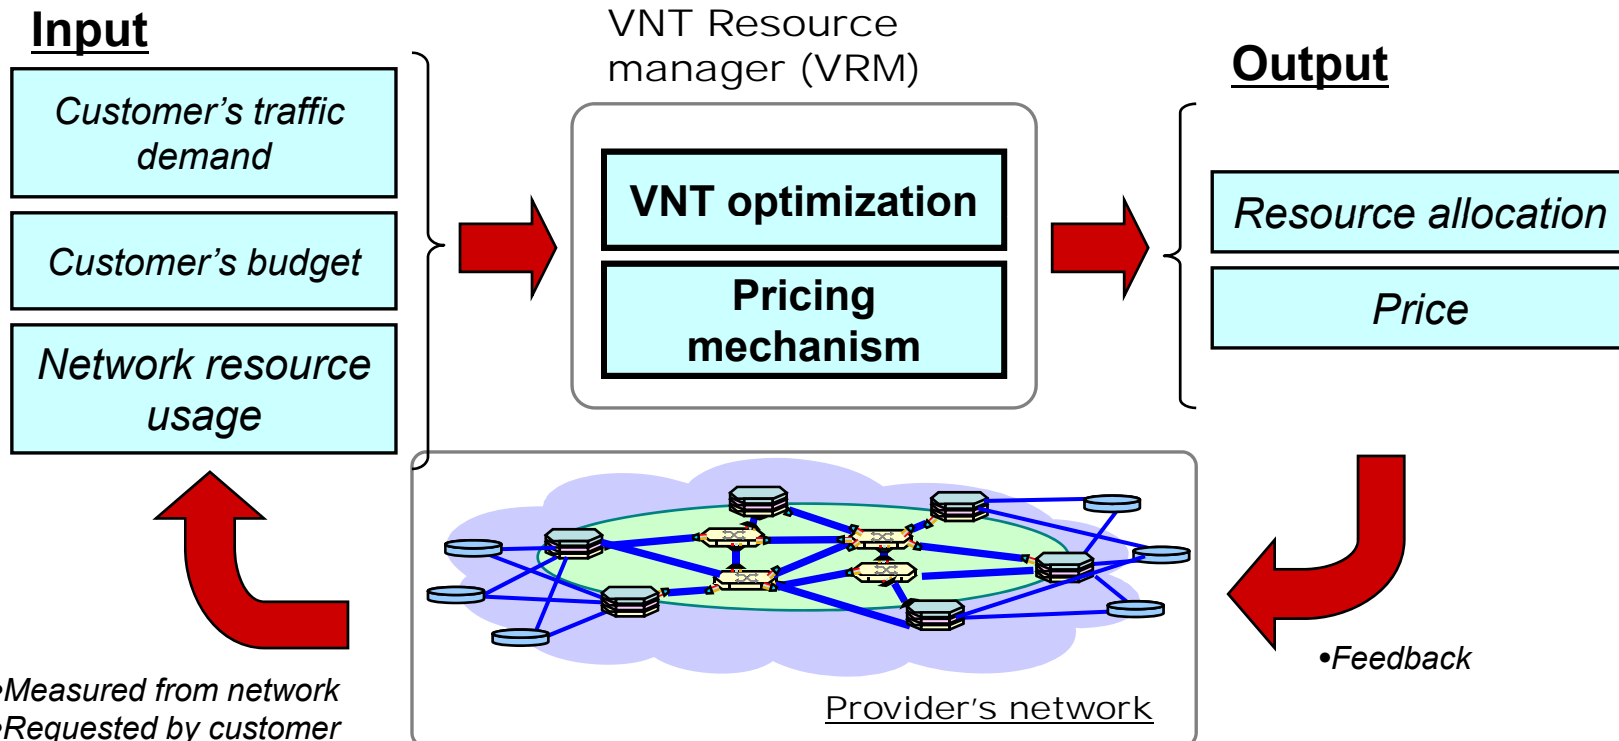 Input
Customer’s traffic
demand
Customer’s budget
Network resource
usage
VNT Resource
manager (VRM)
VNT optimization
Pricing
mechanism
Output
Resource allocation
Price
•Measured from network
•Requested by customer
Provider's network
•Feedback